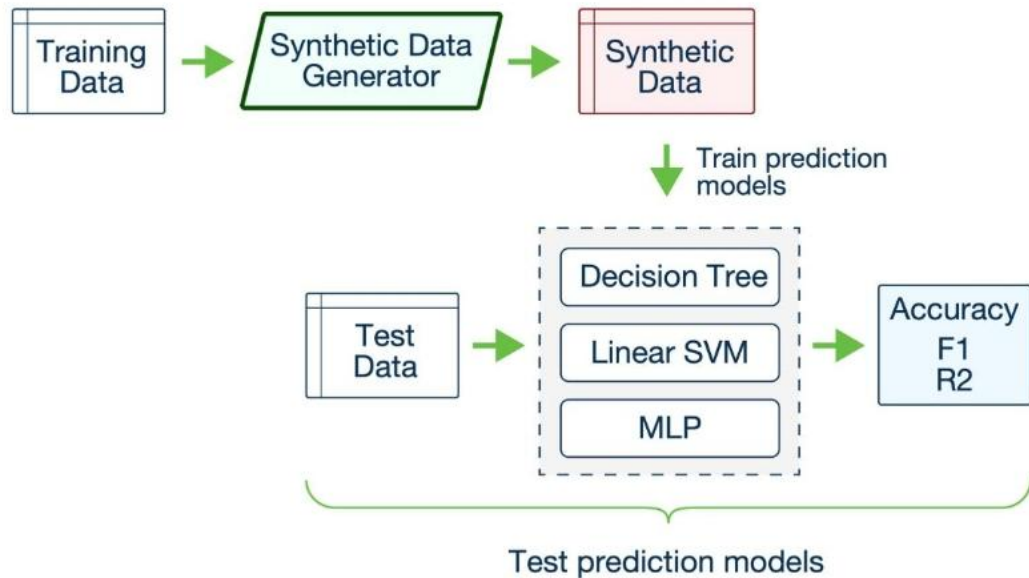 Training
Data
Synthetic Data
Generator
Synthetic
Data
Train prediction
models
Test
Data
Decision Tree
Linear SVM
MLP
Accuracy
F1
R2
Test prediction models